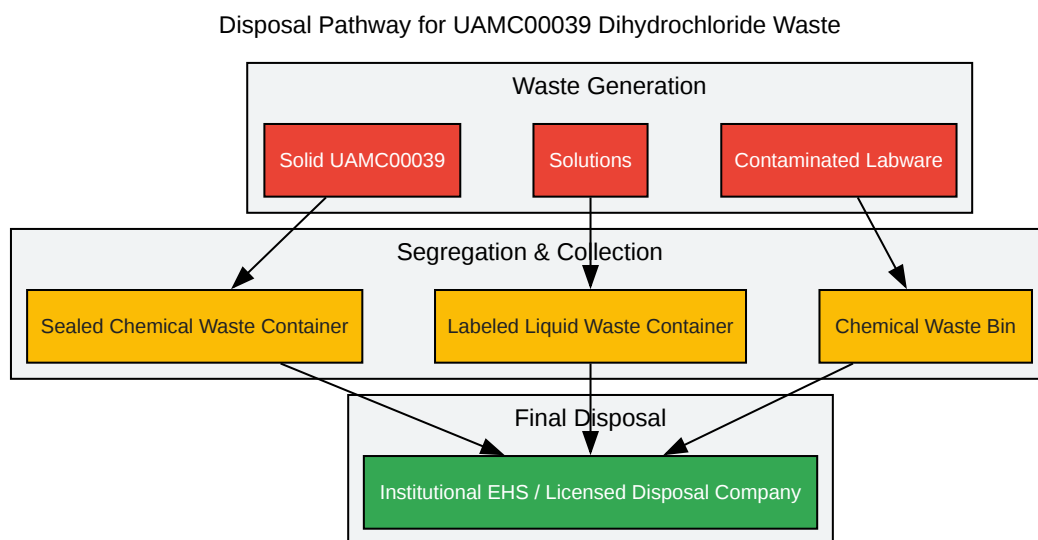 Disposal Pathway for UAMC00039 Dihydrochloride Waste
Waste Generation
Solid UAMC00039
Solutions
Contaminated Labware
Segregation & Collection
Sealed Chemical Waste Container
Labeled Liquid Waste Container
Chemical Waste Bin
Final Disposal
Institutional EHS / Licensed Disposal Company